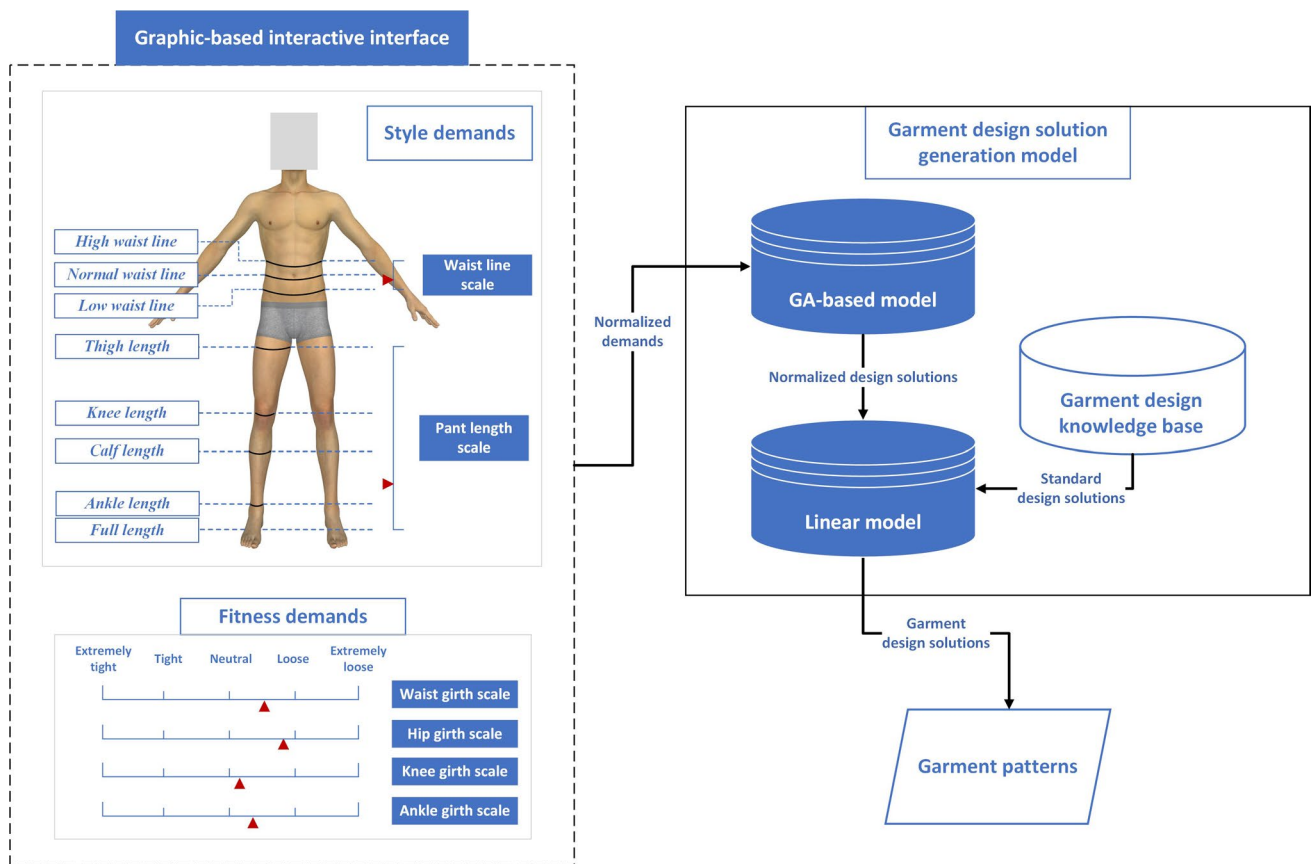 Graphic-based interactive interface
Style demands
High waist line
Normal waist line
Low waist line
Thigh length
Knee length
Calf length
Ankle length
Full length
Waist line
scale
Pant length
scale
Fitness demands
Extremely
tight
Tight
Neutral
Loose
Extremely
loose
Waist girth scale
Hip girth scale
Knee girth scale
Ankle girth scale
Normalized
demands
Garment design solution
generation model
GA-based model
Normalized design solutions
Garment design
knowledge base
Standard
design solutions
Linear model
Garment
design solutions
Garment patterns